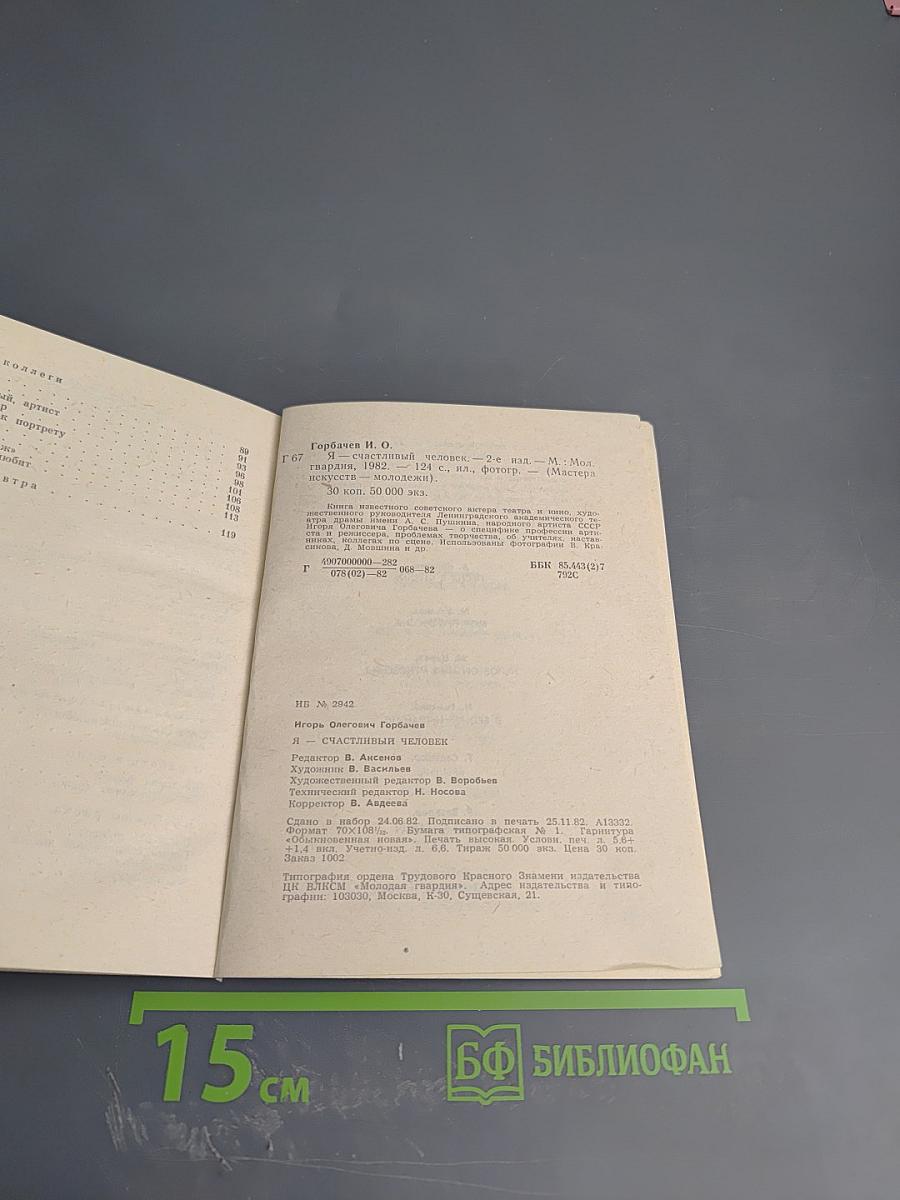 коллеги
ый, артист
р
к портрету
ж»
любят
втра
89
91
93
96
98
101
106
108
113
119
Горбачев И. О.
Г 67 Я — счастливый человек. — 2-е изд. — М. : Мол.
гвардия, 1982. — 124 с., ил., фотогр. — (Мастера
искусств — молодежи).
30 коп. 50 000 экз.
Книга известного советского актера театра и кино, худо-
жественного руководителя Ленинградского академического те-
атра драмы имени А. С. Пушкина, народного артиста СССР
Игоря Олеговича Горбачева — о специфике профессии арти-
ста и режиссера, проблемах творчества, об учителях, настав-
никах, коллегах по сцене. Использованы фотографии В. Кра-
сикова, Д. Мовшина и др.
Г 4907000000—282
078(02)—82 068—82
ББК 85.443(2)7
792С
ИБ № 2942
Игорь Олегович Горбачев
Я — СЧАСТЛИВЫЙ ЧЕЛОВЕК
Редактор В. Аксенов
Художник В. Васильев
Художественный редактор В. Воробьев
Технический редактор Н. Носова
Корректор В. Авдеева
Сдано в набор 24.06.82. Подписано в печать 25.11.82. А13332.
Формат 70×108¹/₃₂. Бумага типографская № 1. Гарнитура
«Обыкновенная новая». Печать высокая. Условн. печ. л. 5,6+
+1,4 вкл. Учетно-изд. л. 6,6. Тираж 50 000 экз. Цена 30 коп.
Заказ 1002.
Типография ордена Трудового Красного Знамени издательства
ЦК ВЛКСМ «Молодая гвардия». Адрес издательства и типо-
графии: 103030, Москва, К-30, Сущевская, 21.
15 см
БФ БИБЛИОФАН